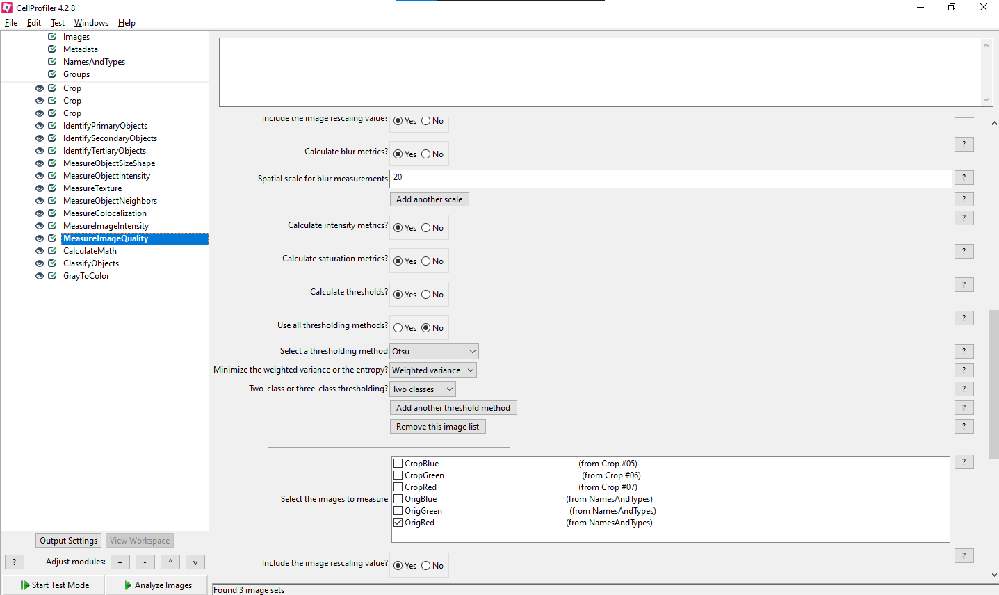 CellProfiler 4.2.8
File Edit Test Windows Help
Images
Metadata
NamesAndTypes
Groups
Crop
Crop
Crop
IdentifyPrimaryObjects
IdentifySecondaryObjects
IdentifyTertiaryObjects
MeasureObjectSizeShape
MeasureObjectIntensity
MeasureTexture
MeasureObjectNeighbors
MeasureColocalization
MeasureImageIntensity
MeasureImageQuality
CalculateMath
ClassifyObjects
GrayToColor
Output Settings View Workspace
? Adjust modules: + - ^ v
Start Test Mode Analyze Images
Include the image rescaling value? Yes No
Calculate blur metrics? Yes No ?
Spatial scale for blur measurements 20 ?
Add another scale ?
Calculate intensity metrics? Yes No ?
Calculate saturation metrics? Yes No ?
Calculate thresholds? Yes No ?
Use all thresholding methods? Yes No ?
Select a thresholding method Otsu ?
Minimize the weighted variance or the entropy? Weighted variance ?
Two-class or three-class thresholding? Two classes ?
Add another threshold method ?
Remove this image list ?
Select the images to measure ?
CropBlue (from Crop #05)
CropGreen (from Crop #06)
CropRed (from Crop #07)
OrigBlue (from NamesAndTypes)
OrigGreen (from NamesAndTypes)
OrigRed (from NamesAndTypes)
Include the image rescaling value? Yes No ?
Found 3 image sets